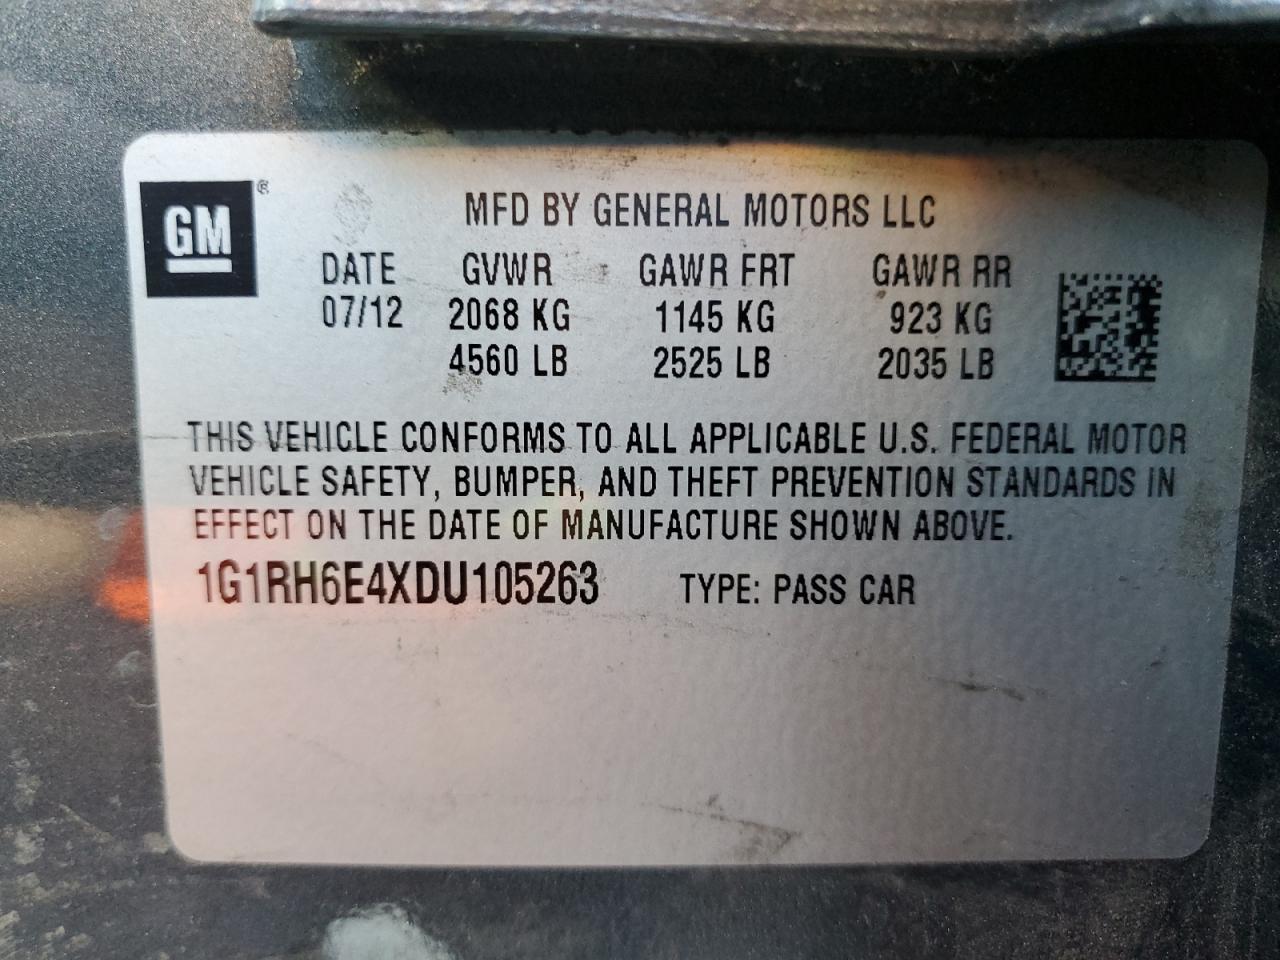 GM ®
MFD BY GENERAL MOTORS LLC
DATE GVWR GAWR FRT GAWR RR
07/12 2068 KG 1145 KG 923 KG
4560 LB 2525 LB 2035 LB
THIS VEHICLE CONFORMS TO ALL APPLICABLE U.S. FEDERAL MOTOR
VEHICLE SAFETY, BUMPER, AND THEFT PREVENTION STANDARDS IN
EFFECT ON THE DATE OF MANUFACTURE SHOWN ABOVE.
1G1RH6E4XDU105263 TYPE: PASS CAR